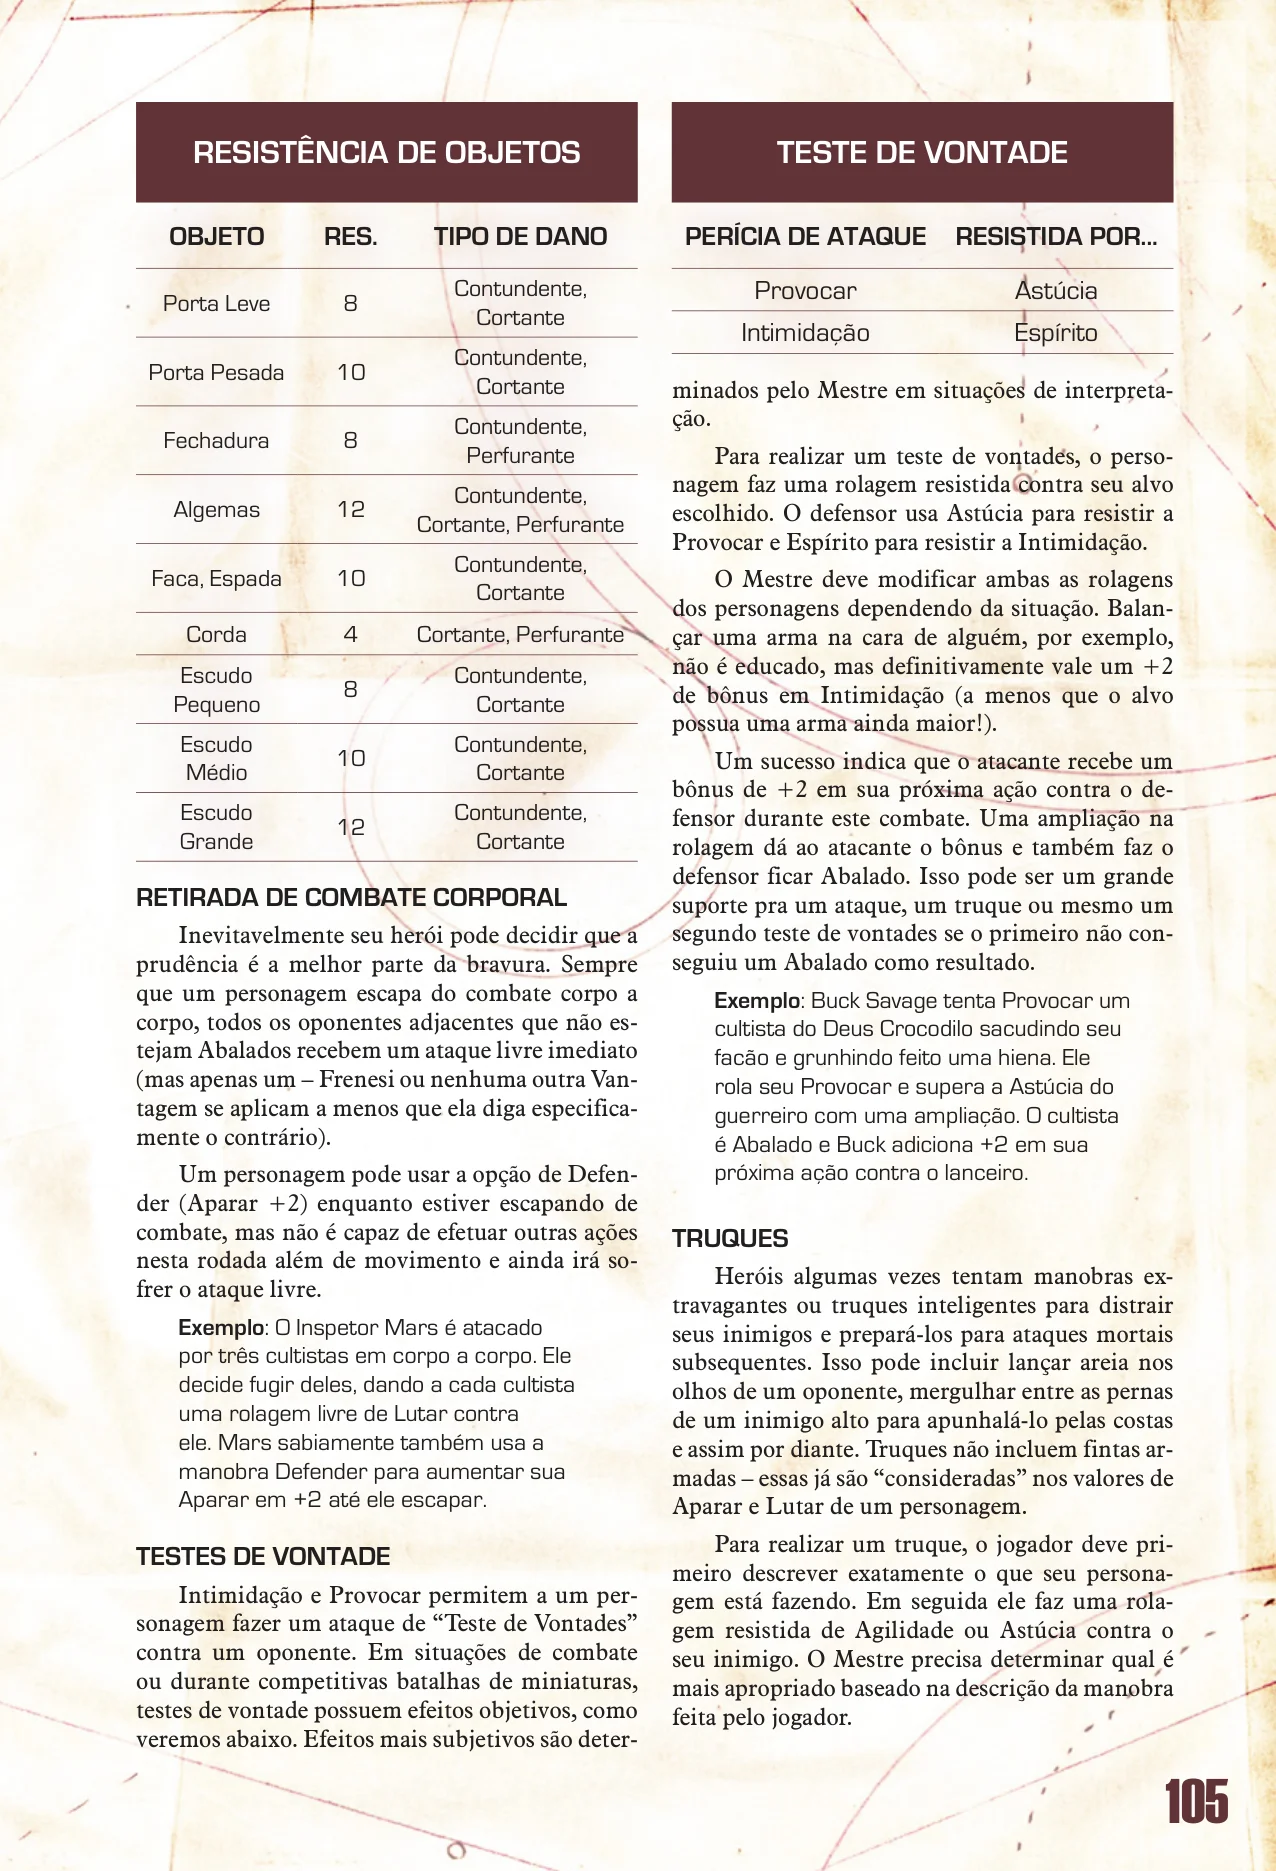 RESISTÊNCIA DE OBJETOS
OBJETO RES. TIPO DE DANO
Porta Leve 8 Contundente,
Cortante
Porta Pesada 10 Contundente,
Cortante
Fechadura 8 Contundente,
Perfurante
Algemas 12 Contundente,
Cortante, Perfurante
Faca, Espada 10 Contundente,
Cortante
Corda 4 Cortante, Perfurante
Escudo
Pequeno 8 Contundente,
Cortante
Escudo
Médio 10 Contundente,
Cortante
Escudo
Grande 12 Contundente,
Cortante
RETIRADA DE COMBATE CORPORAL
Inevitavelmente seu herói pode decidir que a
prudência é a melhor parte da bravura. Sempre
que um personagem escapa do combate corpo a
corpo, todos os oponentes adjacentes que não es-
tejam Abalados recebem um ataque livre imediato
(mas apenas um – Frenesi ou nenhuma outra Van-
tagem se aplicam a menos que ela diga especifica-
mente o contrário).
Um personagem pode usar a opção de Defen-
der (Aparar +2) enquanto estiver escapando de
combate, mas não é capaz de efetuar outras ações
nesta rodada além de movimento e ainda irá so-
frer o ataque livre.
Exemplo: O Inspetor Mars é atacado
por três cultistas em corpo a corpo. Ele
decide fugir deles, dando a cada cultista
uma rolagem livre de Lutar contra
ele. Mars sabiamente também usa a
manobra Defender para aumentar sua
Aparar em +2 até ele escapar.
TESTES DE VONTADE
Intimidação e Provocar permitem a um per-
sonagem fazer um ataque de “Teste de Vontades”
contra um oponente. Em situações de combate
ou durante competitivas batalhas de miniaturas,
testes de vontade possuem efeitos objetivos, como
veremos abaixo. Efeitos mais subjetivos são deter-
TESTE DE VONTADE
PERÍCIA DE ATAQUE RESISTIDA POR...
Provocar Astúcia
Intimidação Espírito
minados pelo Mestre em situações de interpreta-
ção.
Para realizar um teste de vontades, o perso-
nagem faz uma rolagem resistida contra seu alvo
escolhido. O defensor usa Astúcia para resistir a
Provocar e Espírito para resistir a Intimidação.
O Mestre deve modificar ambas as rolagens
dos personagens dependendo da situação. Balan-
çar uma arma na cara de alguém, por exemplo,
não é educado, mas definitivamente vale um +2
de bônus em Intimidação (a menos que o alvo
possua uma arma ainda maior!).
Um sucesso indica que o atacante recebe um
bônus de +2 em sua próxima ação contra o de-
fensor durante este combate. Uma ampliação na
rolagem dá ao atacante o bônus e também faz o
defensor ficar Abalado. Isso pode ser um grande
suporte pra um ataque, um truque ou mesmo um
segundo teste de vontades se o primeiro não con-
seguiu um Abalado como resultado.
Exemplo: Buck Savage tenta Provocar um
cultista do Deus Crocodilo sacudindo seu
facão e grunhindo feito uma hiena. Ele
rola seu Provocar e supera a Astúcia do
guerreiro com uma ampliação. O cultista
é Abalado e Buck adiciona +2 em sua
próxima ação contra o lanceiro.
TRUQUES
Heróis algumas vezes tentam manobras ex-
travagantes ou truques inteligentes para distrair
seus inimigos e prepará-los para ataques mortais
subsequentes. Isso pode incluir lançar areia nos
olhos de um oponente, mergulhar entre as pernas
de um inimigo alto para apunhalá-lo pelas costas
e assim por diante. Truques não incluem fintas ar-
madas – essas já são “consideradas” nos valores de
Aparar e Lutar de um personagem.
Para realizar um truque, o jogador deve pri-
meiro descrever exatamente o que seu persona-
gem está fazendo. Em seguida ele faz uma rola-
gem resistida de Agilidade ou Astúcia contra o
seu inimigo. O Mestre precisa determinar qual é
mais apropriado baseado na descrição da manobra
feita pelo jogador.
105